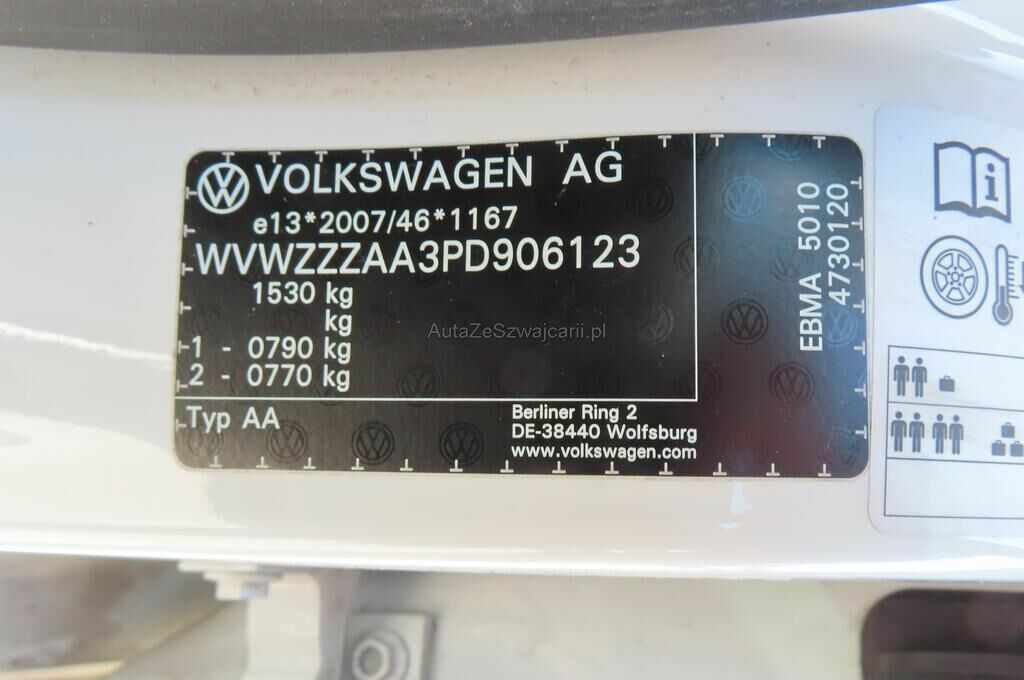 VOLKSWAGEN AG
e13*2007/46*1167
WVWZZZAA3PD906123
1530 kg
kg
1 - 0790 kg
2 - 0770 kg
Typ AA
Berliner Ring 2
DE-38440 Wolfsburg
www.volkswagen.com
EBMA 5010
4730120
AutaZeSzwajcarii.pl